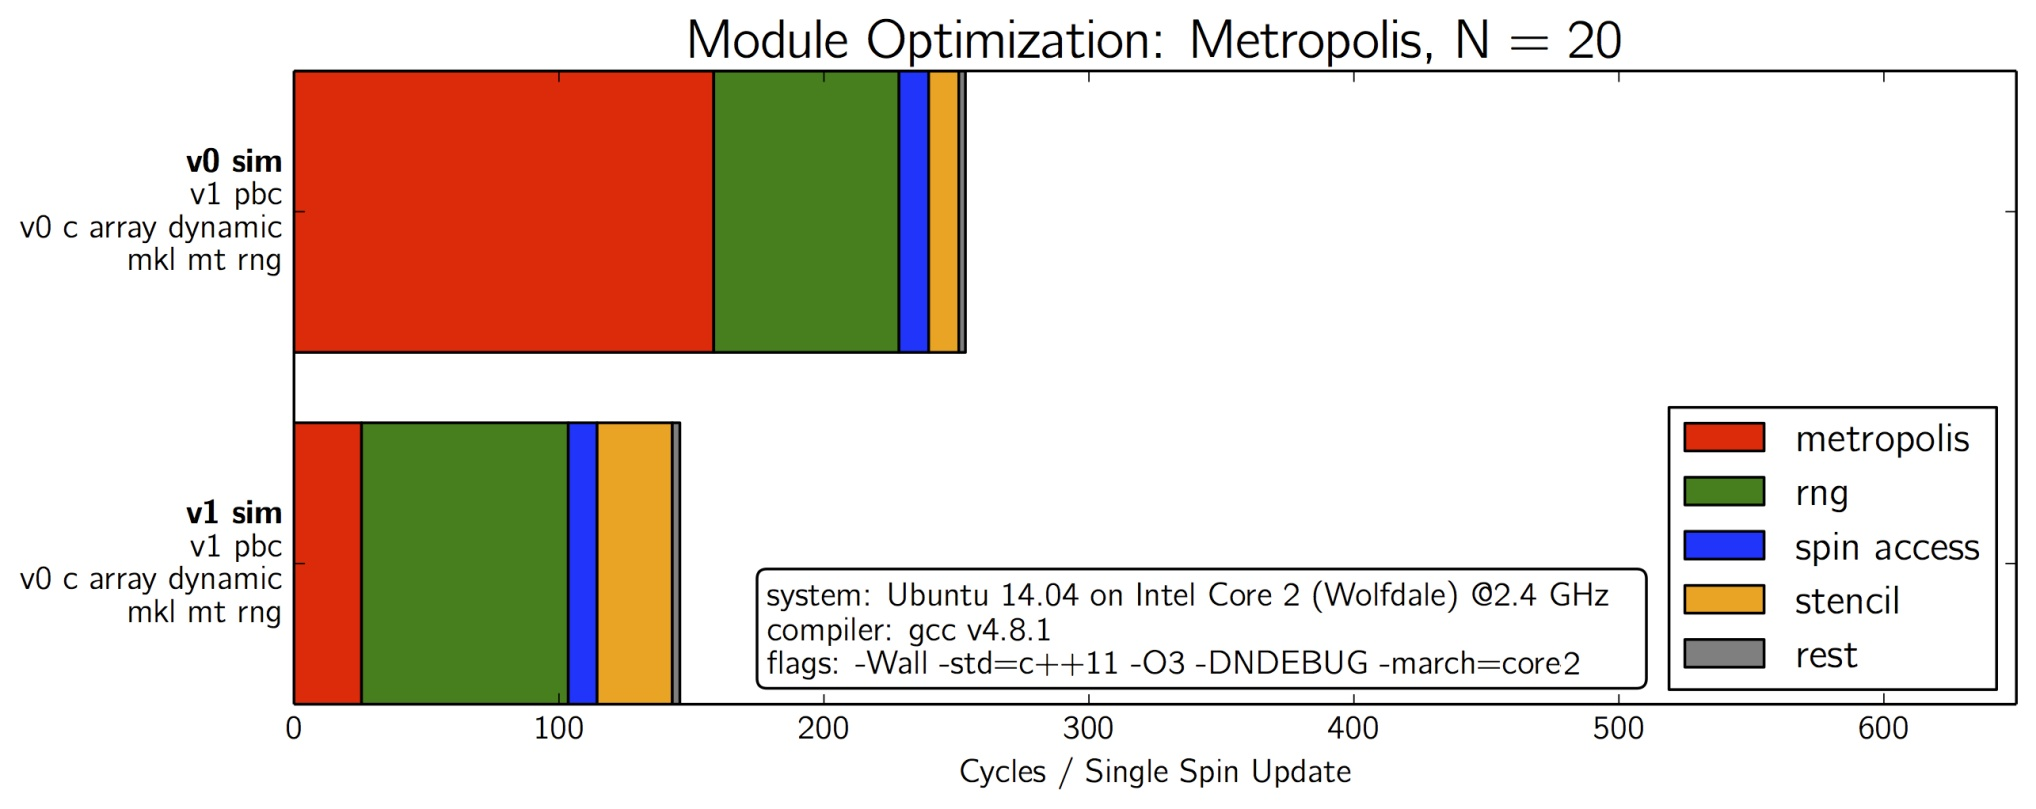 Module Optimization: Metropolis, N = 20
v0 sim
v1 pbc
v0 c array dynamic
mkl mt rng
v1 sim
v1 pbc
v0 c array dynamic
mkl mt rng
metropolis
rng
spin access
stencil
rest
system: Ubuntu 14.04 on Intel Core 2 (Wolfdale) @2.4 GHz
compiler: gcc v4.8.1
flags: -Wall -std=c++11 -O3 -DNDEBUG -march=core2
0 100 200 300 400 500 600
Cycles / Single Spin Update